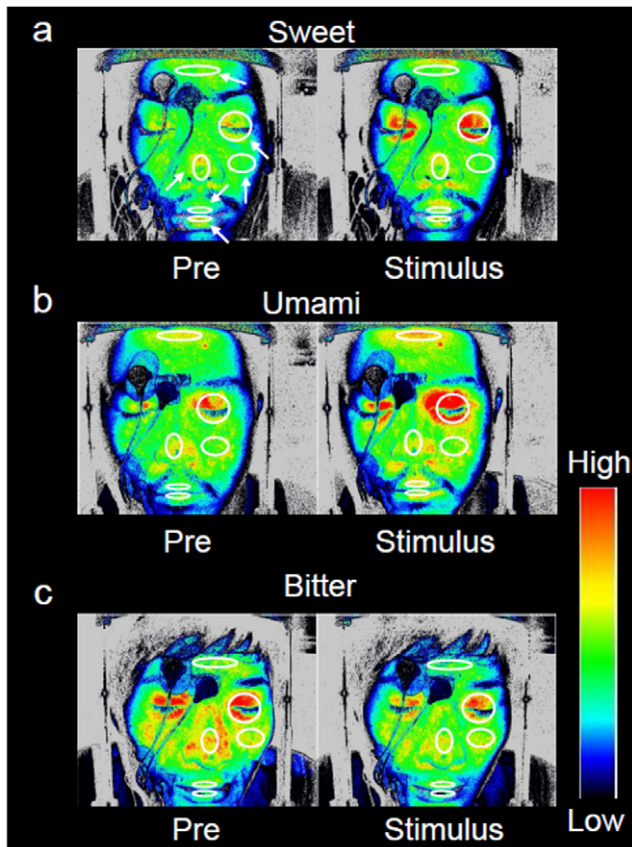 a
Sweet
Pre
Stimulus
b
Umami
Pre
Stimulus
High
c
Bitter
Low
Pre
Stimulus